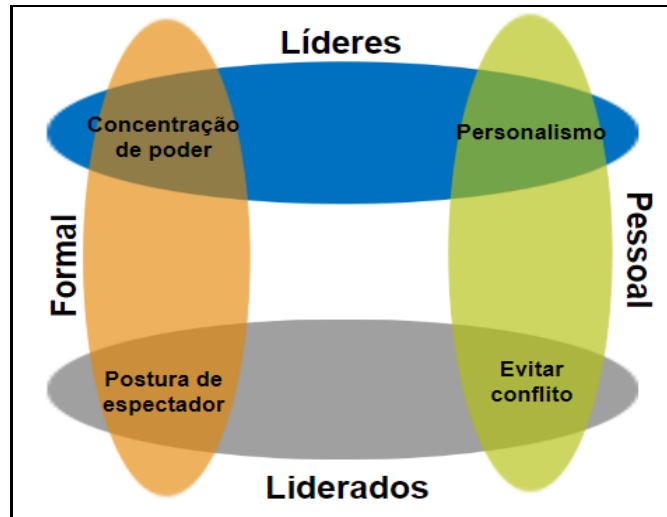 Líderes
Concentração
de poder
Personalismo
Formal
Pessoal
Postura de
espectador
Evitar
conflito
Liderados